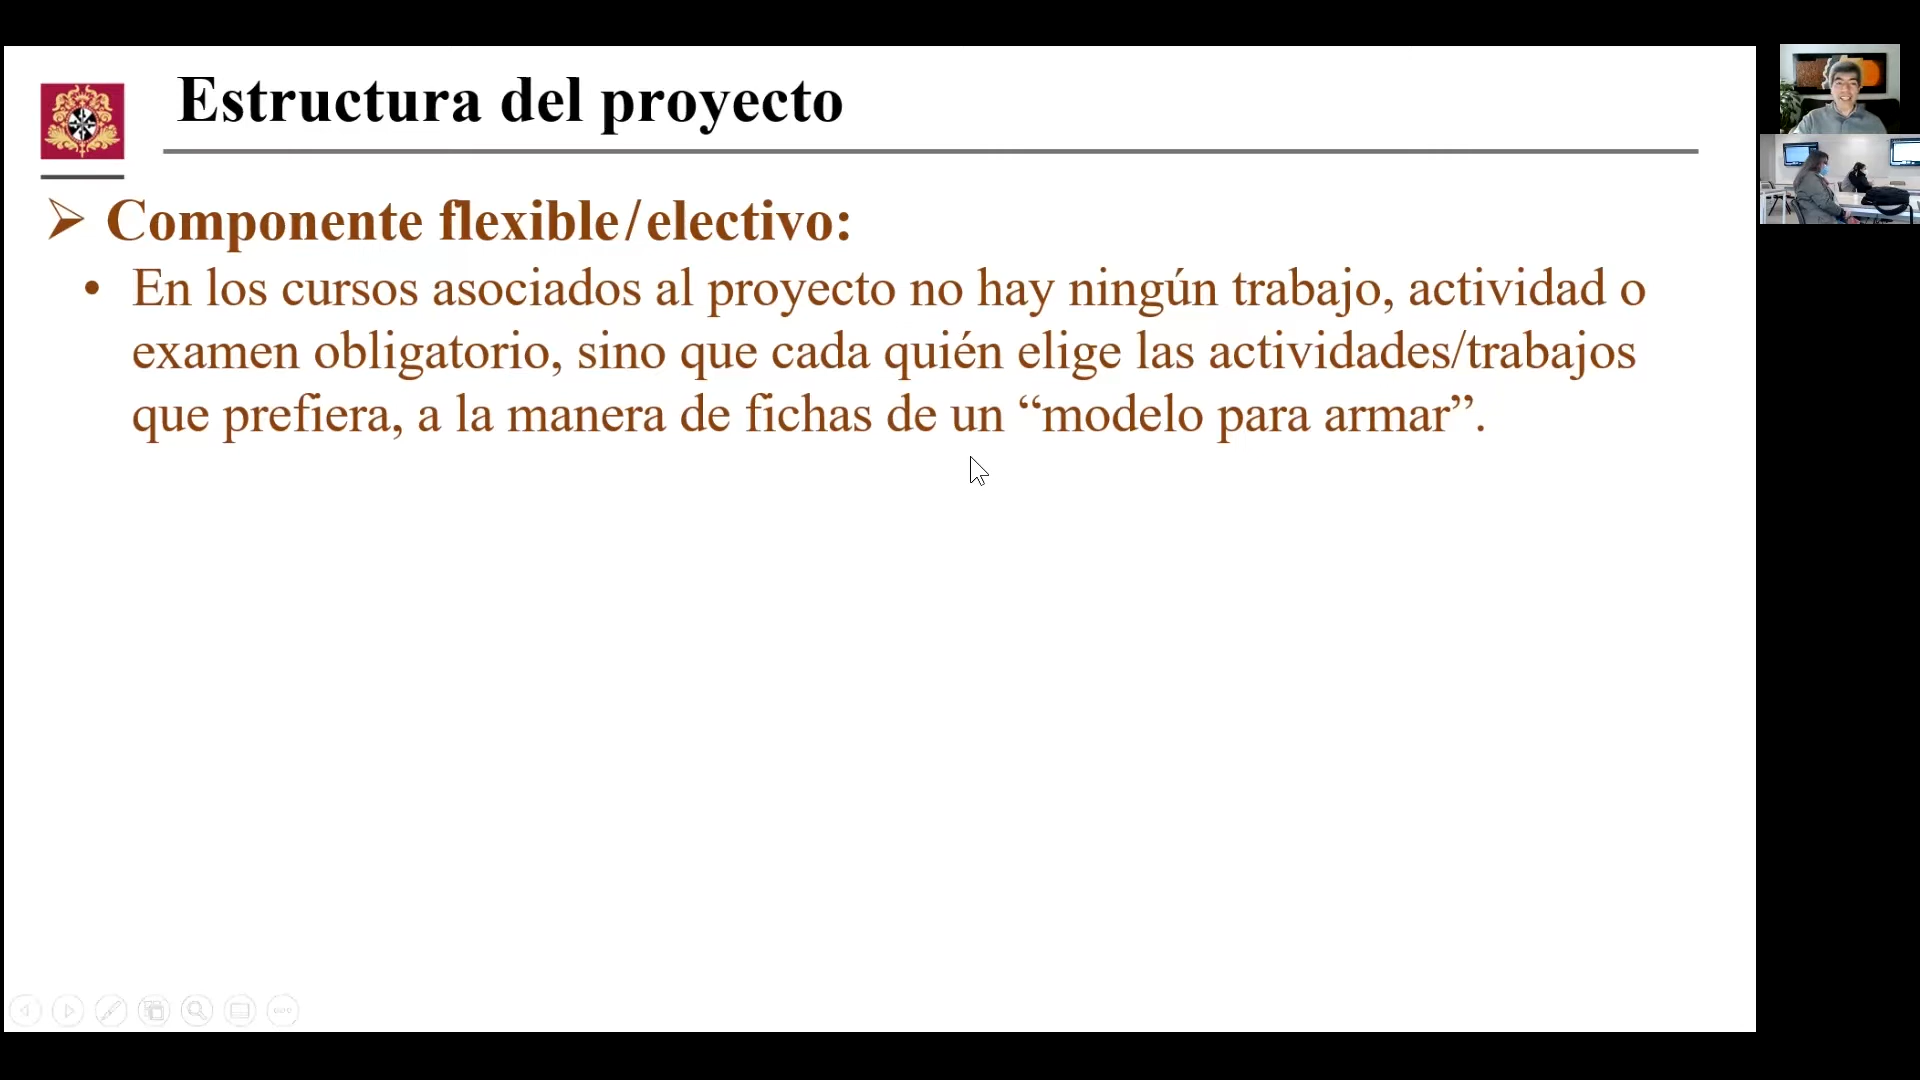 Estructura del proyecto
Componente flexible/electivo:
En los cursos asociados al proyecto no hay ningún trabajo, actividad o
examen obligatorio, sino que cada quién elige las actividades/trabajos
que prefiera, a la manera de fichas de un “modelo para armar”.